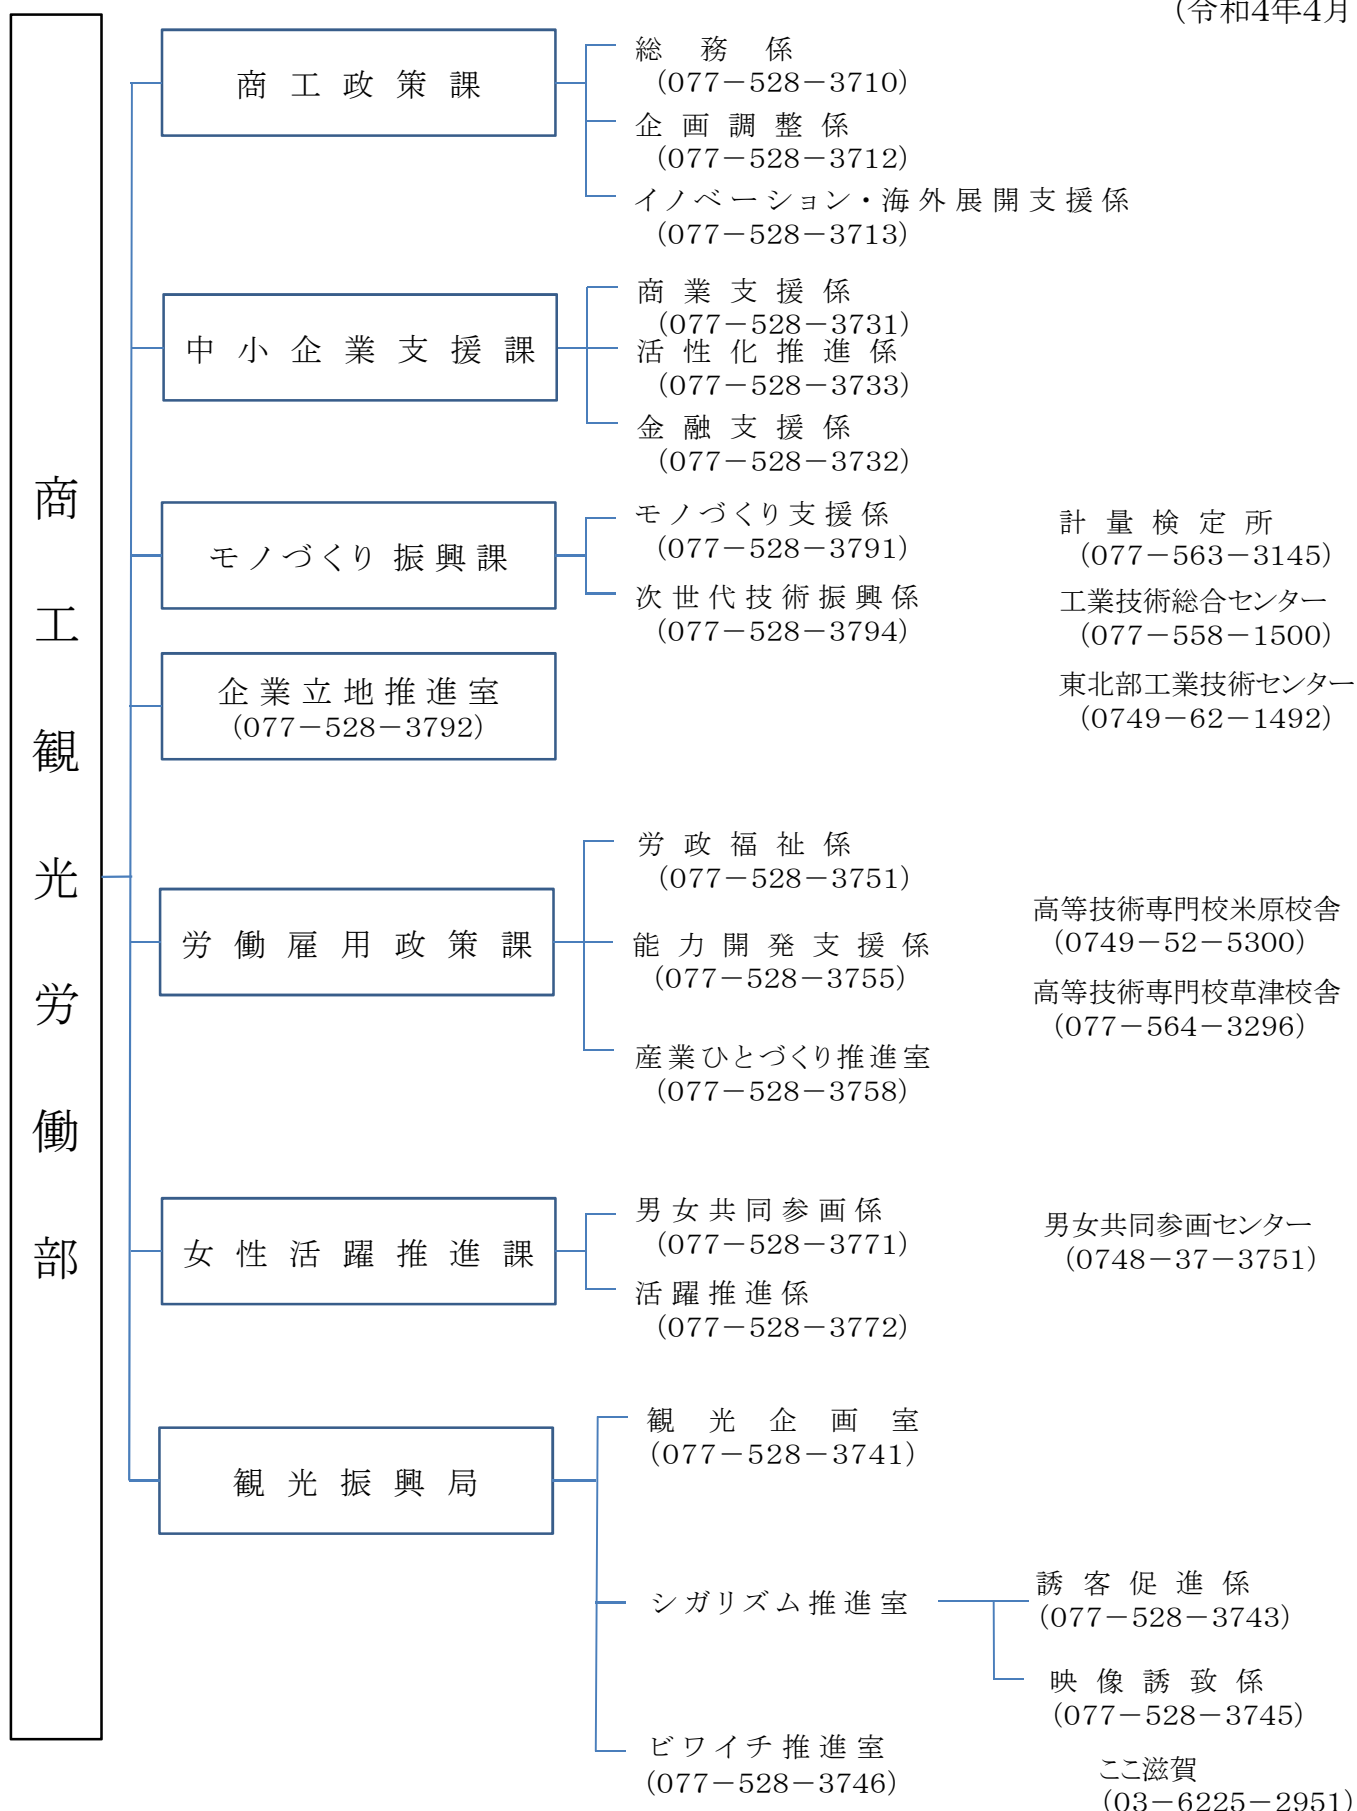 (令和4年4月
商工観光労働部
商工政策課
総務係
(077－528－3710)
企画調整係
(077－528－3712)
イノベーション・海外展開支援係
(077－528－3713)
中小企業支援課
商業支援係
(077－528－3731)
活性化推進係
(077－528－3733)
金融支援係
(077－528－3732)
モノづくり振興課
モノづくり支援係
(077－528－3791)
次世代技術振興係
(077－528－3794)
計量検定所
(077－563－3145)
工業技術総合センター
(077－558－1500)
東北部工業技術センター
(0749－62－1492)
企業立地推進室
(077－528－3792)
労働雇用政策課
労政福祉係
(077－528－3751)
能力開発支援係
(077－528－3755)
産業ひとづくり推進室
(077－528－3758)
高等技術専門校米原校舎
(0749－52－5300)
高等技術専門校草津校舎
(077－564－3296)
女性活躍推進課
男女共同参画係
(077－528－3771)
活躍推進係
(077－528－3772)
男女共同参画センター
(0748－37－3751)
観光振興局
観光企画室
(077－528－3741)
シガリズム推進室
誘客促進係
(077－528－3743)
映像誘致係
(077－528－3745)
ビワイチ推進室
(077－528－3746)
ここ滋賀
(03－6225－2951)